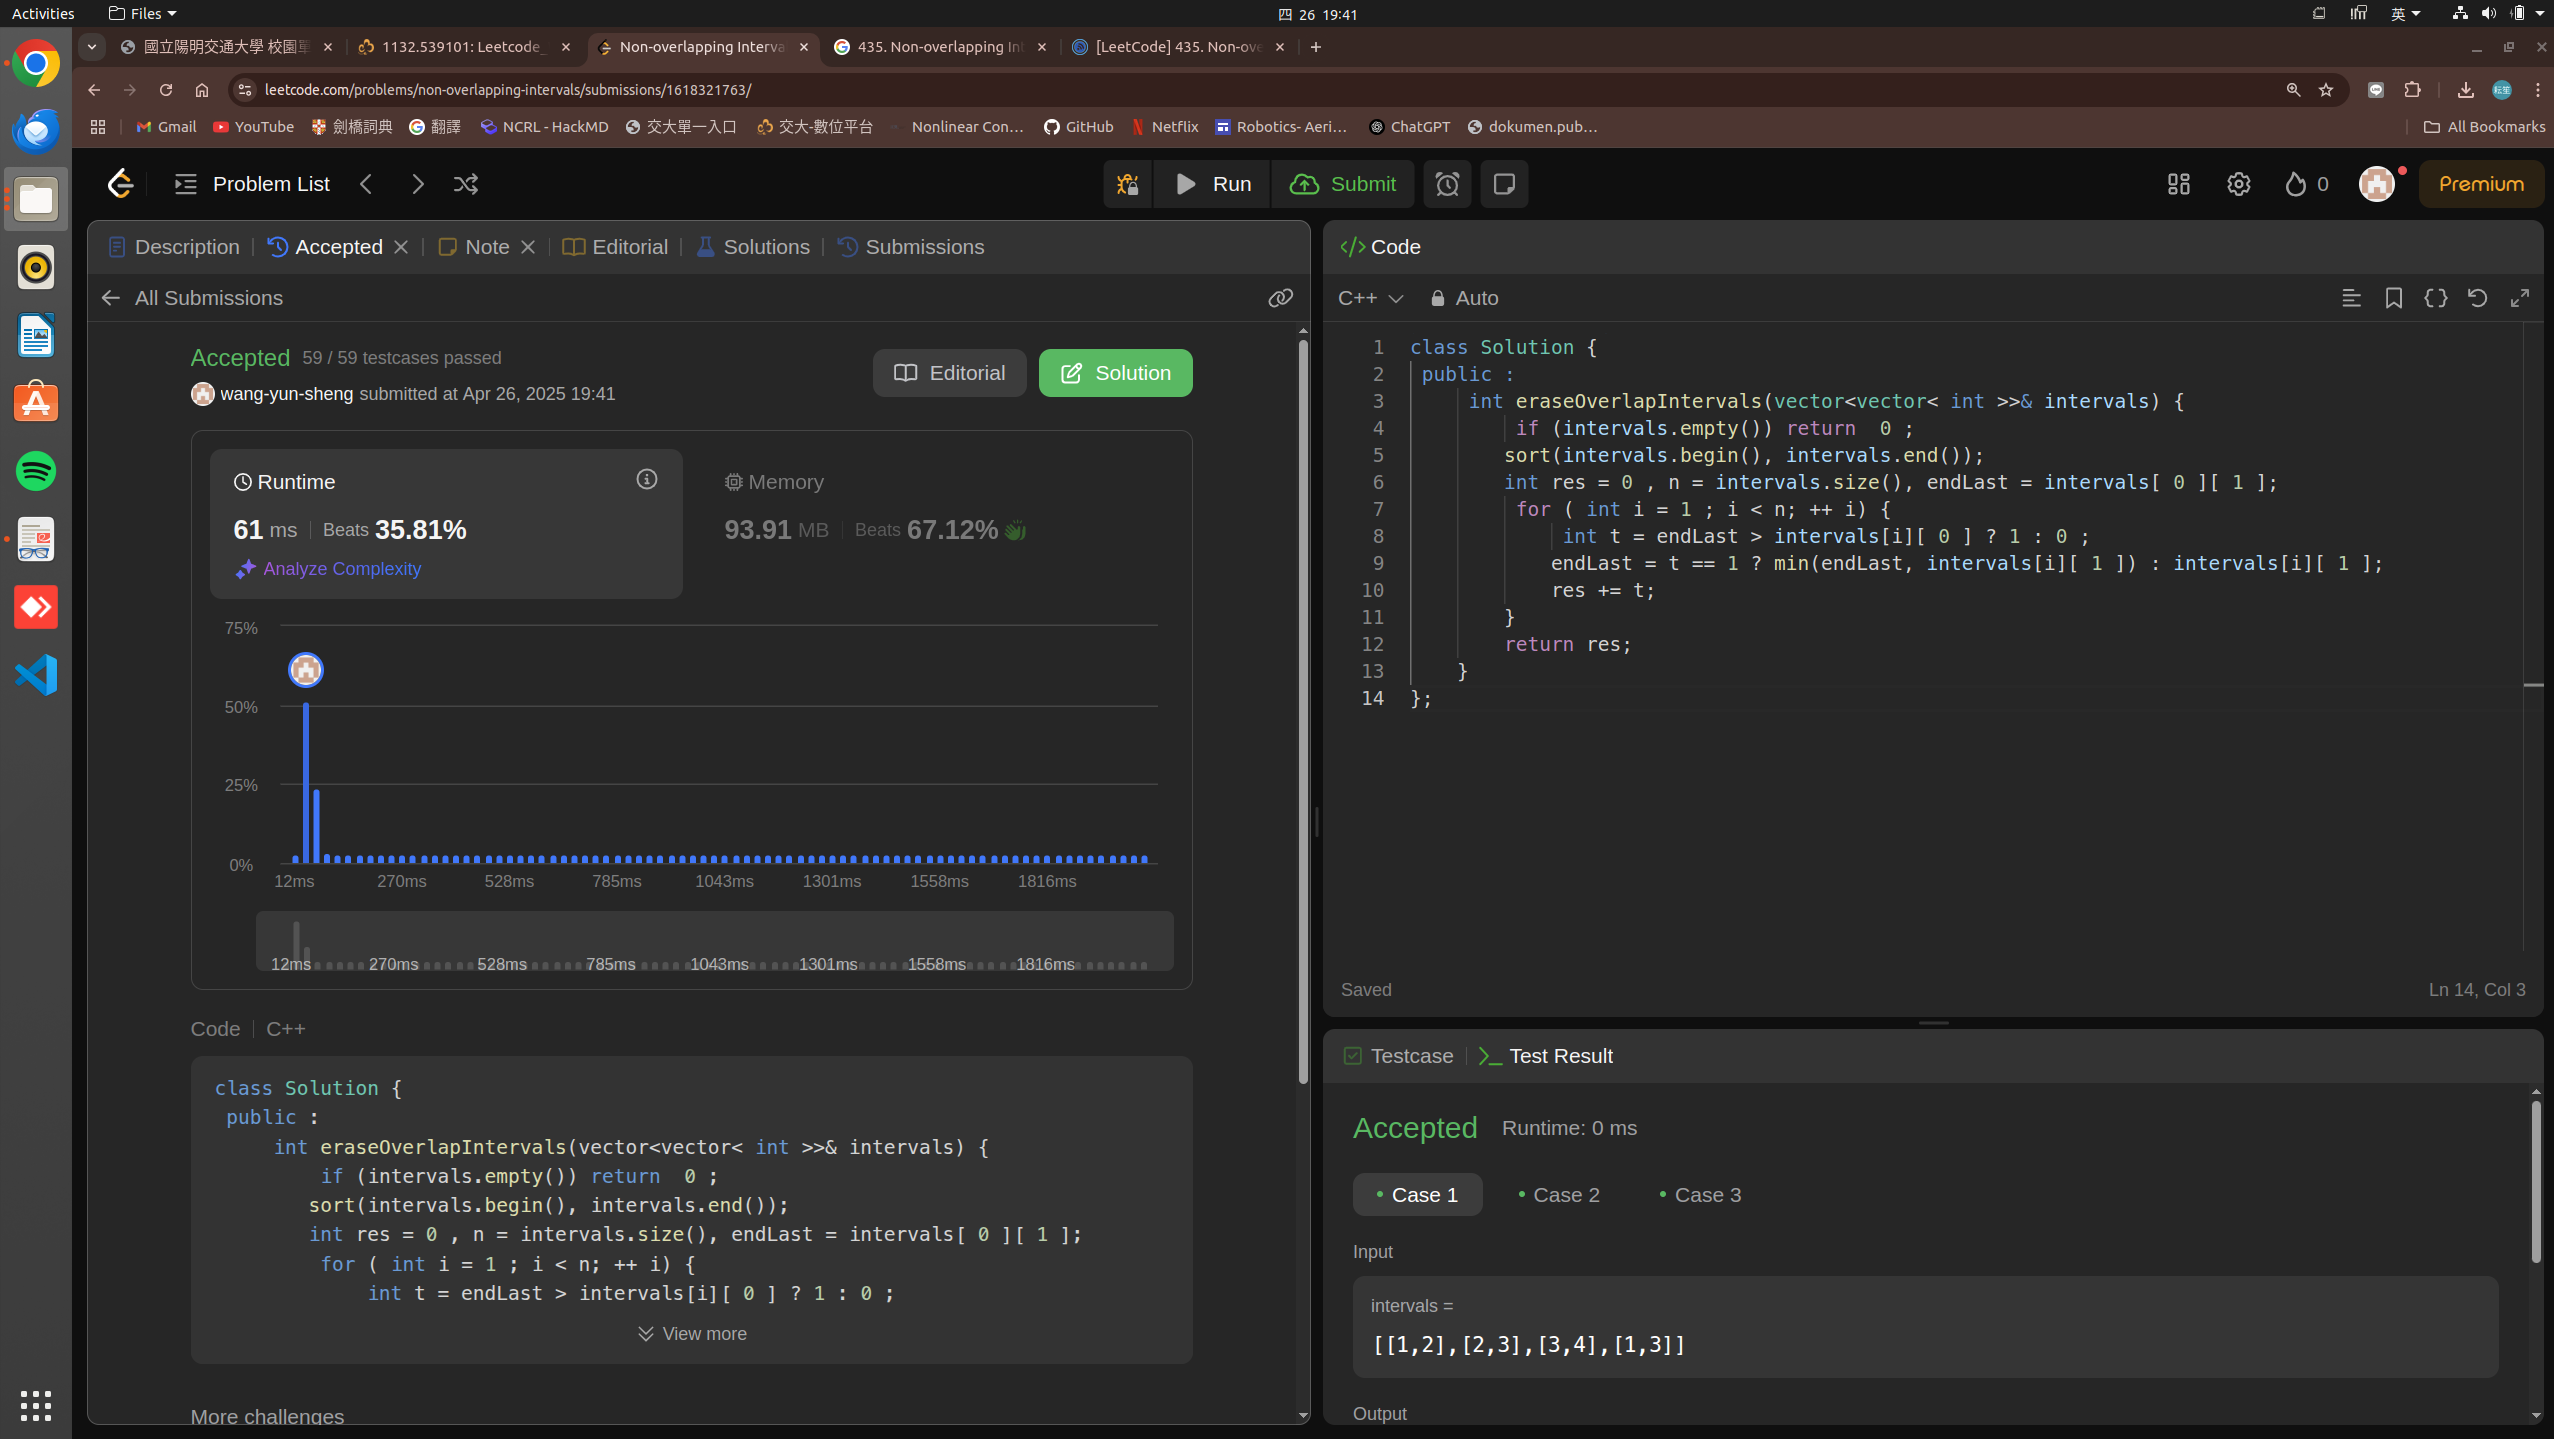 Activities Files 四 26 19:41 英
國立陽明交通大學 校園單 1132.539101: Leetcode_ Non-overlapping Interva 435. Non-overlapping Int [LeetCode] 435. Non-ove
leetcode.com/problems/non-overlapping-intervals/submissions/1618321763/
Gmail YouTube 劍橋詞典 翻譯 NCRL - HackMD 交大單一入口 交大-數位平台 Nonlinear Con... GitHub Netflix Robotics- Aeri... ChatGPT dokumen.pub... All Bookmarks
Problem List Run Submit 0 Premium
Description Accepted Note Editorial Solutions Submissions
All Submissions
Accepted 59 / 59 testcases passed
wang-yun-sheng submitted at Apr 26, 2025 19:41
Editorial Solution
Runtime
61 ms Beats 35.81%
Analyze Complexity
Memory
93.91 MB Beats 67.12%
75%
50%
25%
0%
12ms 270ms 528ms 785ms 1043ms 1301ms 1558ms 1816ms
12ms 270ms 528ms 785ms 1043ms 1301ms 1558ms 1816ms
Code C++
class Solution {
public :
int eraseOverlapIntervals(vector<vector< int >>& intervals) {
if (intervals.empty()) return 0 ;
sort(intervals.begin(), intervals.end());
int res = 0 , n = intervals.size(), endLast = intervals[ 0 ][ 1 ];
for ( int i = 1 ; i < n; ++ i) {
int t = endLast > intervals[i][ 0 ] ? 1 : 0 ;
View more
More challenges
Code
C++ Auto
1 class Solution {
2 public :
3 int eraseOverlapIntervals(vector<vector< int >>& intervals) {
4 if (intervals.empty()) return 0 ;
5 sort(intervals.begin(), intervals.end());
6 int res = 0 , n = intervals.size(), endLast = intervals[ 0 ][ 1 ];
7 for ( int i = 1 ; i < n; ++ i) {
8 int t = endLast > intervals[i][ 0 ] ? 1 : 0 ;
9 endLast = t == 1 ? min(endLast, intervals[i][ 1 ]) : intervals[i][ 1 ];
10 res += t;
11 }
12 return res;
13 }
14 };
Saved Ln 14, Col 3
Testcase Test Result
Accepted Runtime: 0 ms
Case 1 Case 2 Case 3
Input
intervals =
[[1,2],[2,3],[3,4],[1,3]]
Output